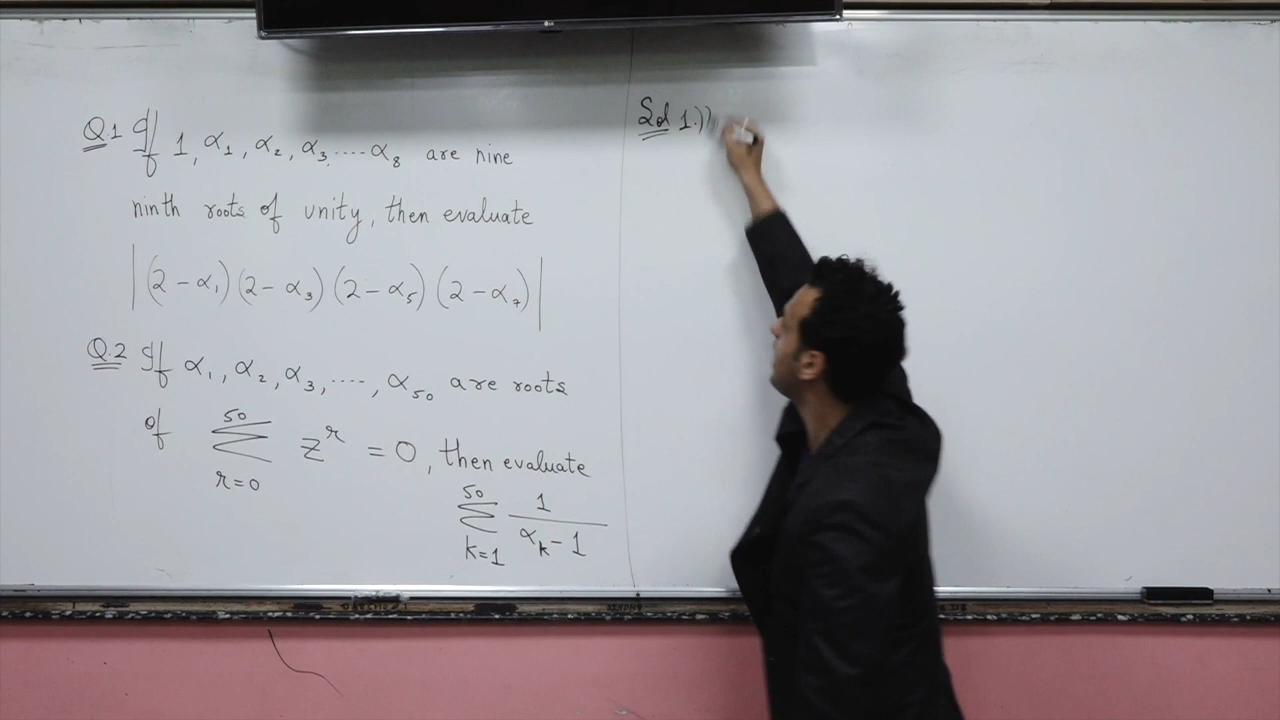 Q.1 If 1, α₁, α₂, α₃, ..... α₈ are nine
ninth roots of unity, then evaluate
|(2 - α₁)(2 - α₃)(2 - α₅)(2 - α₇)|
Q.2 If α₁, α₂, α₃, ....., α₅₀ are roots
of ∑_{r=0}^{50} z^r = 0, then evaluate
∑_{k=1}^{50} 1/(α_k - 1)
Sol 1.))
LG